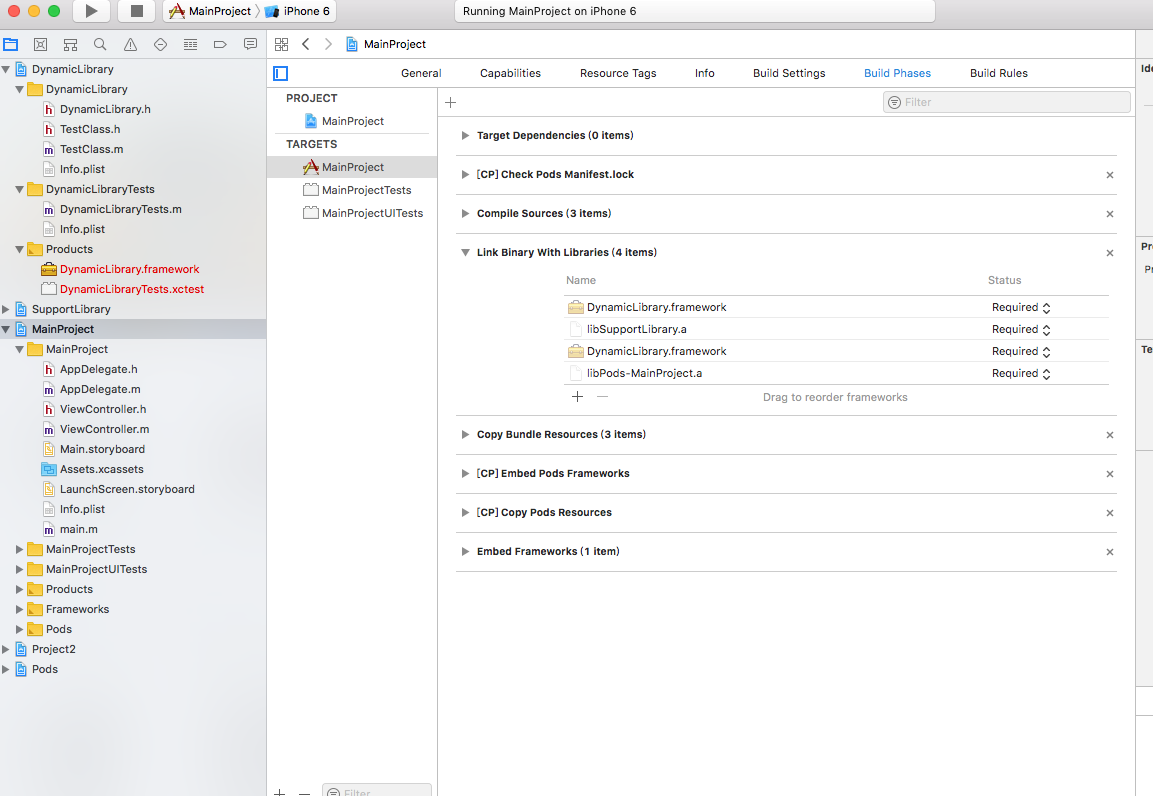 MainProject iPhone 6
Running MainProject on iPhone 6
MainProject
General Capabilities Resource Tags Info Build Settings Build Phases Build Rules
DynamicLibrary
DynamicLibrary
h DynamicLibrary.h
h TestClass.h
m TestClass.m
Info.plist
DynamicLibraryTests
m DynamicLibraryTests.m
Info.plist
Products
DynamicLibrary.framework
DynamicLibraryTests.xctest
SupportLibrary
MainProject
MainProject
h AppDelegate.h
m AppDelegate.m
h ViewController.h
m ViewController.m
Main.storyboard
Assets.xcassets
LaunchScreen.storyboard
Info.plist
m main.m
MainProjectTests
MainProjectUITests
Products
Frameworks
Pods
Project2
Pods
PROJECT
MainProject
TARGETS
MainProject
MainProjectTests
MainProjectUITests
Filter
Filter
Target Dependencies (0 items)
[CP] Check Pods Manifest.lock
Compile Sources (3 items)
Link Binary With Libraries (4 items)
Name Status
DynamicLibrary.framework Required
libSupportLibrary.a Required
DynamicLibrary.framework Required
libPods-MainProject.a Required
Drag to reorder frameworks
Copy Bundle Resources (3 items)
[CP] Embed Pods Frameworks
[CP] Copy Pods Resources
Embed Frameworks (1 item)
Ide
Pr
Te